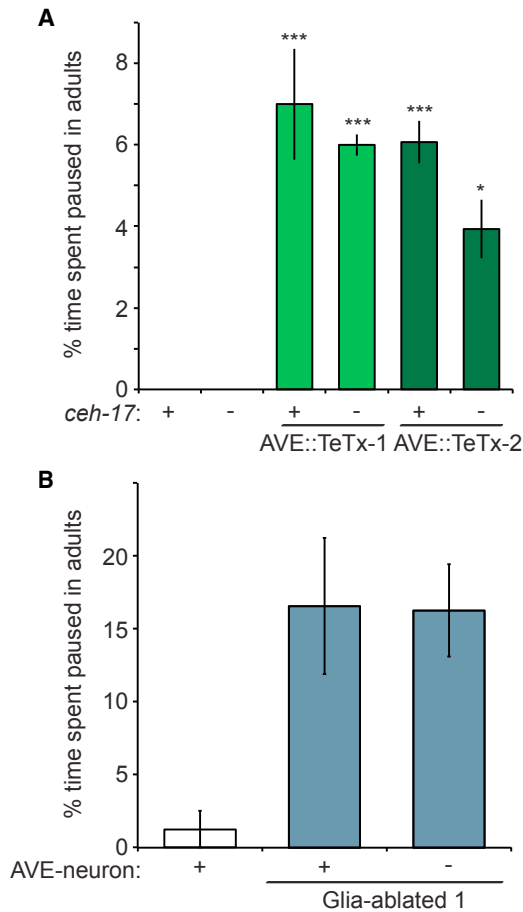 A
% time spent paused in adults
8
6
4
2
0
***
***
***
*
ceh-17: + - + - + -
AVE::TeTx-1 AVE::TeTx-2
B
% time spent paused in adults
20
15
10
5
0
AVE-neuron: + + -
Glia-ablated 1